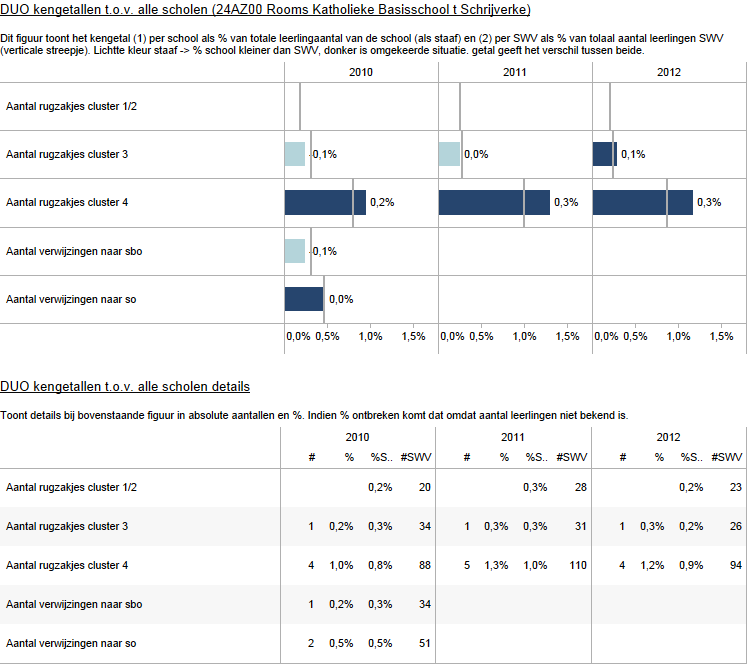 DUO kengetallen t.o.v. alle scholen (24AZ00 Rooms Katholieke Basisschool t Schrijverke)
Dit figuur toont het kengetal (1) per school als % van totale leerlingaantal van de school (als staaf) en (2) per SWV als % van tolaal aantal leerlingen SWV
(verticale streepje). Lichtte kleur staaf -> % school kleiner dan SWV, donker is omgekeerde situatie. getal geeft het verschil tussen beide.
2010 2011 2012
Aantal rugzakjes cluster 1/2
Aantal rugzakjes cluster 3 -0,1% 0,0% 0,1%
Aantal rugzakjes cluster 4 0,2% 0,3% 0,3%
Aantal verwijzingen naar sbo -0,1%
Aantal verwijzingen naar so 0,0%
0,0% 0,5% 1,0% 1,5% 0,0% 0,5% 1,0% 1,5% 0,0% 0,5% 1,0% 1,5%
DUO kengetallen t.o.v. alle scholen details
Toont details bij bovenstaande figuur in absolute aantallen en %. Indien % ontbreken komt dat omdat aantal leerlingen niet bekend is.
2010 2011 2012
# % %S.. #SWV # % %S.. #SWV # % %S.. #SWV
Aantal rugzakjes cluster 1/2 0,2% 20 0,3% 28 0,2% 23
Aantal rugzakjes cluster 3 1 0,2% 0,3% 34 1 0,3% 0,3% 31 1 0,3% 0,2% 26
Aantal rugzakjes cluster 4 4 1,0% 0,8% 88 5 1,3% 1,0% 110 4 1,2% 0,9% 94
Aantal verwijzingen naar sbo 1 0,2% 0,3% 34
Aantal verwijzingen naar so 2 0,5% 0,5% 51